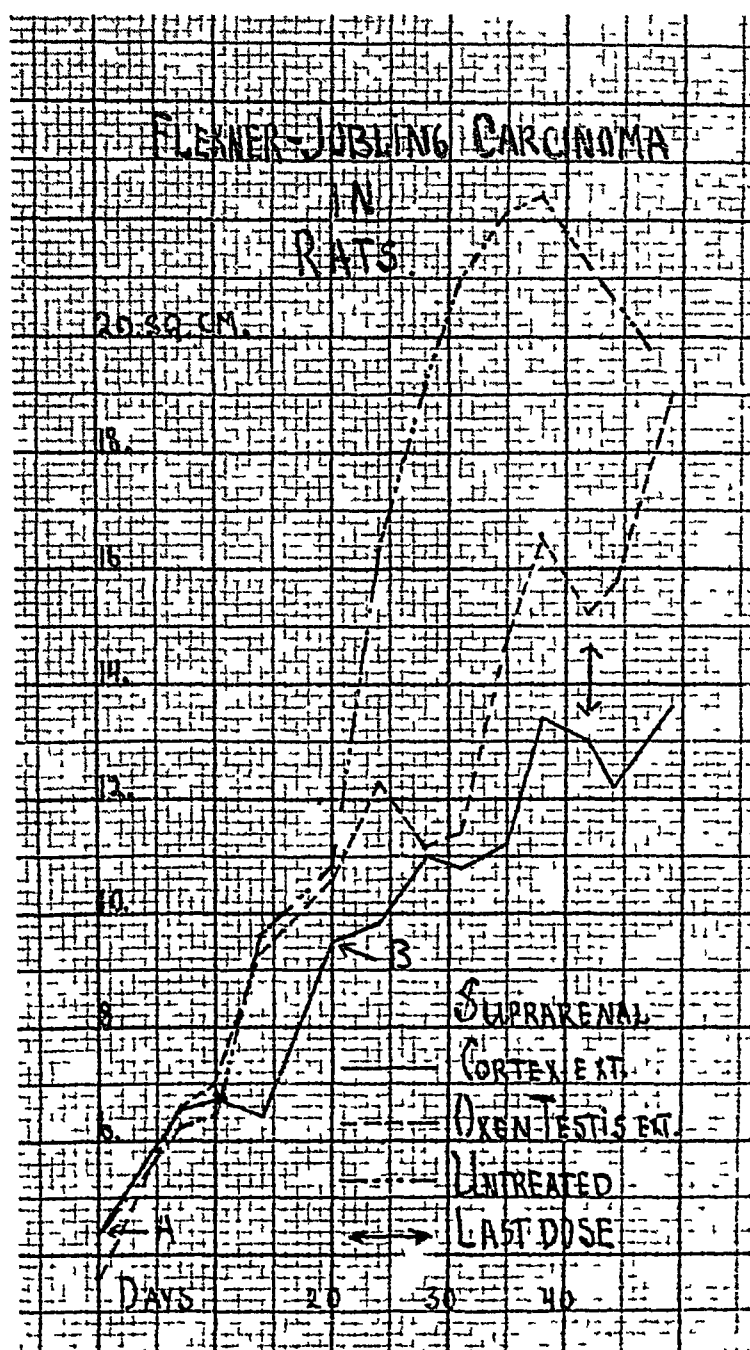 FLEXNER-JOBLING CARCINOMA
IN
RATS.
20.SQ.CM.
18.
16
14.
12.
10.
B
8
SUPRARENAL
CORTEX EXT.
6.
OXEN TESTIS EXT.
UNTREATED
A
LAST DOSE
DAYS 20 30 40